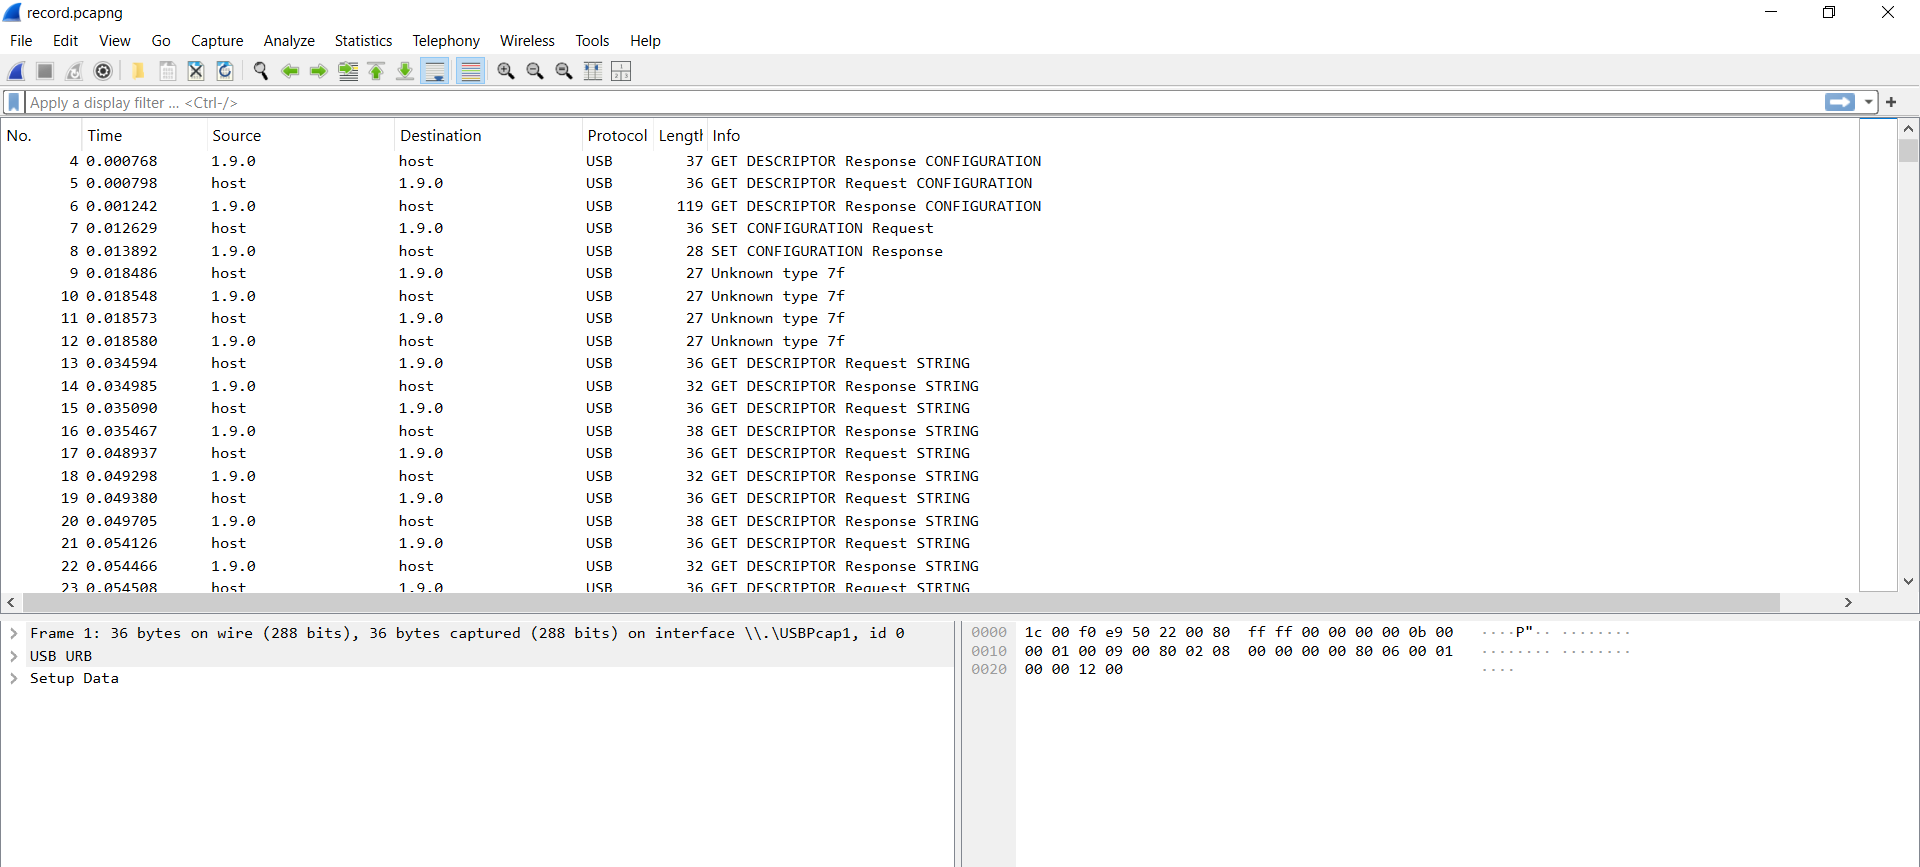 record.pcapng
File Edit View Go Capture Analyze Statistics Telephony Wireless Tools Help
Apply a display filter ... <Ctrl-/>
No. Time Source Destination Protocol Length Info
4 0.000768 1.9.0 host USB 37 GET DESCRIPTOR Response CONFIGURATION
5 0.000798 host 1.9.0 USB 36 GET DESCRIPTOR Request CONFIGURATION
6 0.001242 1.9.0 host USB 119 GET DESCRIPTOR Response CONFIGURATION
7 0.012629 host 1.9.0 USB 36 SET CONFIGURATION Request
8 0.013892 1.9.0 host USB 28 SET CONFIGURATION Response
9 0.018486 host 1.9.0 USB 27 Unknown type 7f
10 0.018548 1.9.0 host USB 27 Unknown type 7f
11 0.018573 host 1.9.0 USB 27 Unknown type 7f
12 0.018580 1.9.0 host USB 27 Unknown type 7f
13 0.034594 host 1.9.0 USB 36 GET DESCRIPTOR Request STRING
14 0.034985 1.9.0 host USB 32 GET DESCRIPTOR Response STRING
15 0.035090 host 1.9.0 USB 36 GET DESCRIPTOR Request STRING
16 0.035467 1.9.0 host USB 38 GET DESCRIPTOR Response STRING
17 0.048937 host 1.9.0 USB 36 GET DESCRIPTOR Request STRING
18 0.049298 1.9.0 host USB 32 GET DESCRIPTOR Response STRING
19 0.049380 host 1.9.0 USB 36 GET DESCRIPTOR Request STRING
20 0.049705 1.9.0 host USB 38 GET DESCRIPTOR Response STRING
21 0.054126 host 1.9.0 USB 36 GET DESCRIPTOR Request STRING
22 0.054466 1.9.0 host USB 32 GET DESCRIPTOR Response STRING
23 0.054508 host 1.9.0 USB 36 GET DESCRIPTOR Request STRING
Frame 1: 36 bytes on wire (288 bits), 36 bytes captured (288 bits) on interface \\.\USBPcap1, id 0
USB URB
Setup Data
0000 1c 00 f0 e9 50 22 00 80 ff ff 00 00 00 00 0b 00 ····P"·· ········
0010 00 01 00 09 00 80 02 08 00 00 00 00 80 06 00 01 ········ ········
0020 00 00 12 00 ····